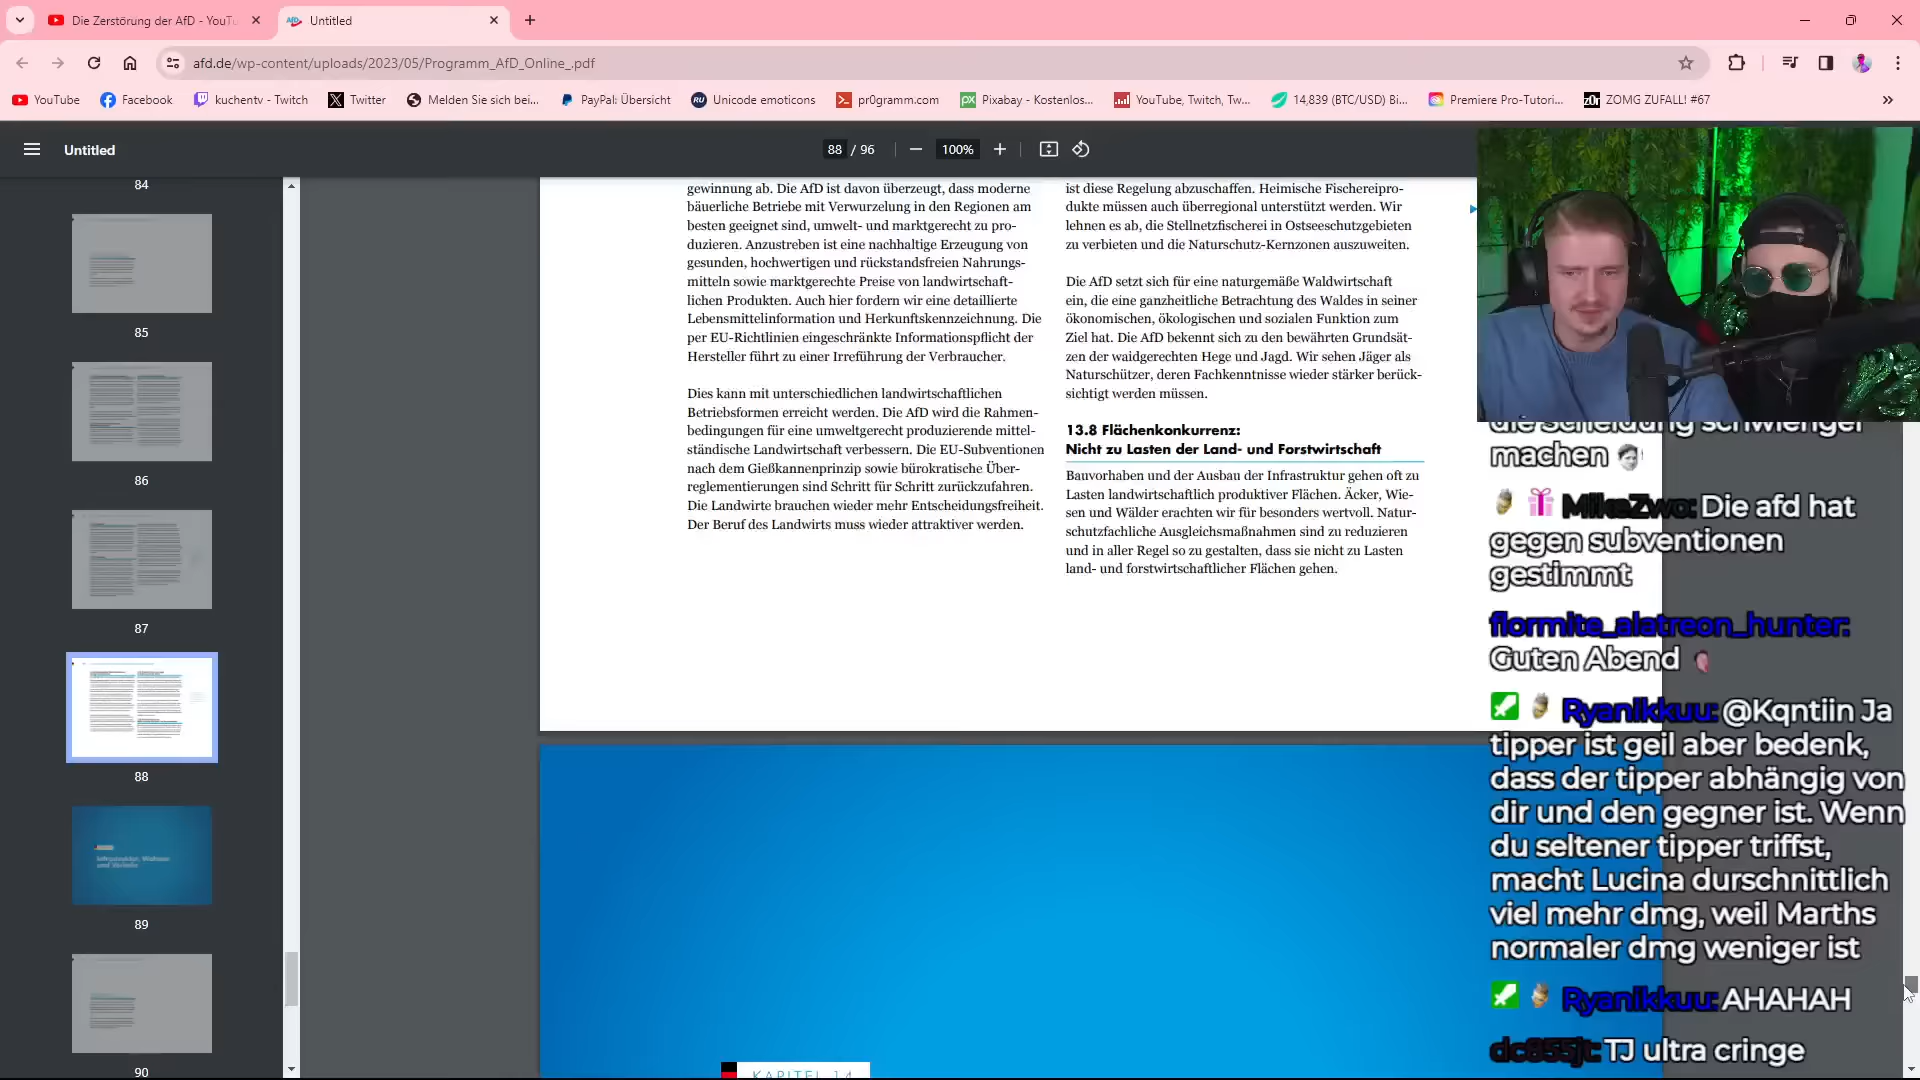 Die Zerstörung der AfD - YouTu
Untitled
afd.de/wp-content/uploads/2023/05/Programm_AfD_Online_.pdf
YouTube
Facebook
kuchentv - Twitch
Twitter
Melden Sie sich bei...
PayPal: Übersicht
Unicode emoticons
pr0gramm.com
Pixabay - Kostenlos...
YouTube, Twitch, Tw...
14,839 (BTC/USD) Bi...
Premiere Pro-Tutori...
ZOMG ZUFALL! #67
Untitled
88 / 96
100%
84
85
86
87
88
89
90
gewinnung ab. Die AfD ist davon überzeugt, dass moderne
bäuerliche Betriebe mit Verwurzelung in den Regionen am
besten geeignet sind, umwelt- und marktgerecht zu pro-
duzieren. Anzustreben ist eine nachhaltige Erzeugung von
gesunden, hochwertigen und rückstandsfreien Nahrungs-
mitteln sowie marktgerechte Preise von landwirtschaft-
lichen Produkten. Auch hier fordern wir eine detaillierte
Lebensmittelinformation und Herkunftskennzeichnung. Die
per EU-Richtlinien eingeschränkte Informationspflicht der
Hersteller führt zu einer Irreführung der Verbraucher.
Dies kann mit unterschiedlichen landwirtschaftlichen
Betriebsformen erreicht werden. Die AfD wird die Rahmen-
bedingungen für eine umweltgerecht produzierende mittel-
ständische Landwirtschaft verbessern. Die EU-Subventionen
nach dem Gießkannenprinzip sowie bürokratische Über-
reglementierungen sind Schritt für Schritt zurückzufahren.
Die Landwirte brauchen wieder mehr Entscheidungsfreiheit.
Der Beruf des Landwirts muss wieder attraktiver werden.
ist diese Regelung abzuschaffen. Heimische Fischereipro-
dukte müssen auch überregional unterstützt werden. Wir
lehnen es ab, die Stellnetzfischerei in Ostseeschutzgebieten
zu verbieten und die Naturschutz-Kernzonen auszuweiten.
Die AfD setzt sich für eine naturgemäße Waldwirtschaft
ein, die eine ganzheitliche Betrachtung des Waldes in seiner
ökonomischen, ökologischen und sozialen Funktion zum
Ziel hat. Die AfD bekennt sich zu den bewährten Grundsät-
zen der waidgerechten Hege und Jagd. Wir sehen Jäger als
Naturschützer, deren Fachkenntnisse wieder stärker berück-
sichtigt werden müssen.
13.8 Flächenkonkurrenz:
Nicht zu Lasten der Land- und Forstwirtschaft
Bauvorhaben und der Ausbau der Infrastruktur gehen oft zu
Lasten landwirtschaftlich produktiver Flächen. Äcker, Wie-
sen und Wälder erachten wir für besonders wertvoll. Natur-
schutzfachliche Ausgleichsmaßnahmen sind zu reduzieren
und in aller Regel so zu gestalten, dass sie nicht zu Lasten
land- und forstwirtschaftlicher Flächen gehen.
KAPITEL 14
die scheidung schwieriger
machen
MikeZwo: Die afd hat
gegen subventionen
gestimmt
flormite_alatreon_hunter:
Guten Abend
Ryanikkuu: @Kqntiin Ja
tipper ist geil aber bedenk,
dass der tipper abhängig von
dir und den gegner ist. Wenn
du seltener tipper triffst,
macht Lucina durschnittlich
viel mehr dmg, weil Marths
normaler dmg weniger ist
Ryanikkuu: AHAHAH
dc855jt: TJ ultra cringe